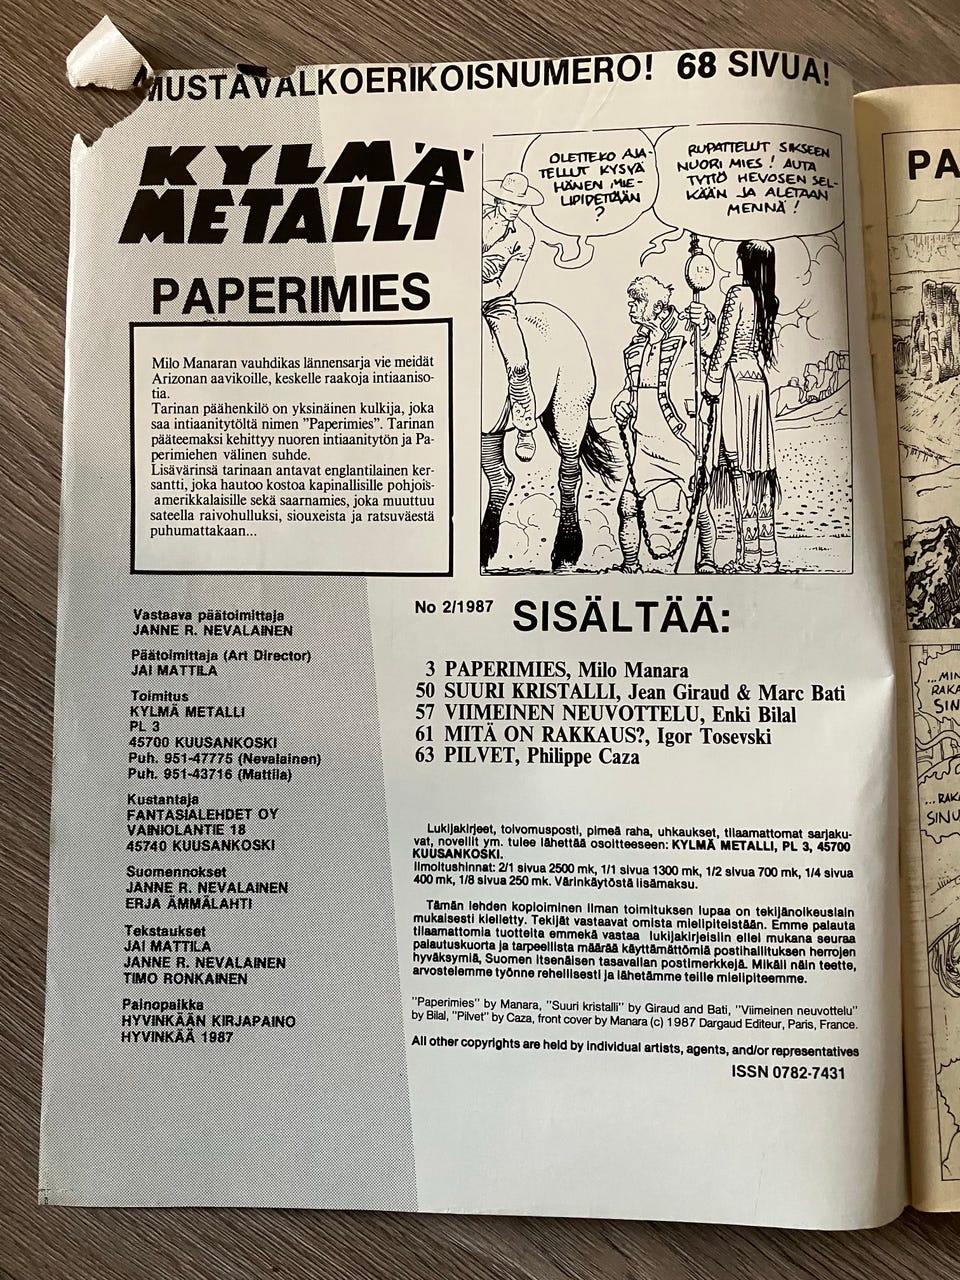 MUSTAVALKOERIKOISNUMERO! 68 SIVUA!
KYLMÄ
METALLI
PAPERIMIES
Milo Manaran vauhdikas lännensarja vie meidät
Arizonan aavikoille, keskelle raakoja intiaaniso-
tia.
Tarinan päähenkilö on yksinäinen kulkija, joka
saa intiaanitytöltä nimen "Paperimies". Tarinan
pääteemaksi kehittyy nuoren intiaanitytön ja Pa-
perimiehen välinen suhde.
Lisävärinsä tarinaan antavat englantilainen ker-
santti, joka hautoo kostoa kapinallisille pohjois-
amerikkalaisille sekä saarnamies, joka muuttuu
sateella raivohulluksi, siouxeista ja ratsuväestä
puhumattakaan...
OLETTEKO AJA-
TELLUT KYSYÄ
HÄNEN MIE-
LIPIDETTÄÄN
?
RUPATTELUT SIKSEEN
NUORI MIES! AUTA
TYTTÖ HEVOSEN SEL-
KÄÄN JA ALETAAN
MENNÄ!
Vastaava päätoimittaja
JANNE R. NEVALAINEN
Päätoimittaja (Art Director)
JAI MATTILA
Toimitus
KYLMÄ METALLI
PL 3
45700 KUUSANKOSKI
Puh. 951-47775 (Nevalainen)
Puh. 951-43716 (Mattila)
Kustantaja
FANTASIALEHDET OY
VAINIOLANTIE 18
45740 KUUSANKOSKI
Suomennokset
JANNE R. NEVALAINEN
ERJA ÄMMÄLAHTI
Tekstaukset
JAI MATTILA
JANNE R. NEVALAINEN
TIMO RONKAINEN
Painopaikka
HYVINKÄÄN KIRJAPAINO
HYVINKÄÄ 1987
No 2/1987 SISÄLTÄÄ:
3 PAPERIMIES, Milo Manara
50 SUURI KRISTALLI, Jean Giraud & Marc Bati
57 VIIMEINEN NEUVOTTELU, Enki Bilal
61 MITÄ ON RAKKAUS?, Igor Tosevski
63 PILVET, Philippe Caza
Lukijakirjeet, toivomusposti, pimeä raha, uhkaukset, tilaamattomat sarjaku-
vat, novellit ym. tulee lähettää osoitteeseen: KYLMÄ METALLI, PL 3, 45700
KUUSANKOSKI.
Ilmoitushinnat: 2/1 sivua 2500 mk, 1/1 sivua 1300 mk, 1/2 sivua 700 mk, 1/4 sivua
400 mk, 1/8 sivua 250 mk. Värinkäytöstä lisämaksu.
Tämän lehden kopioiminen ilman toimituksen lupaa on tekijänoikeuslain
mukaisesti kielletty. Tekijät vastaavat omista mielipiteistään. Emme palauta
tilaamattomia tuotteita emmekä vastaa lukijakirjeisiin ellei mukana seuraa
palautuskuorta ja tarpeellista määrää käyttämättömiä postihallituksen herrojen
hyväksymiä, Suomen itsenäisen tasavallan postimerkkejä. Mikäli näin teette,
arvostelemme työnne rehellisesti ja lähetämme teille mielipiteemme.
"Paperimies" by Manara, "Suuri kristalli" by Giraud and Bati, "Viimeinen neuvottelu"
by Bilal, "Pilvet" by Caza, front cover by Manara (c) 1987 Dargaud Editeur, Paris, France.
All other copyrights are held by individual artists, agents, and/or representatives
ISSN 0782-7431
PA
...MIN
RAKA
SIN
...RAK
SINU